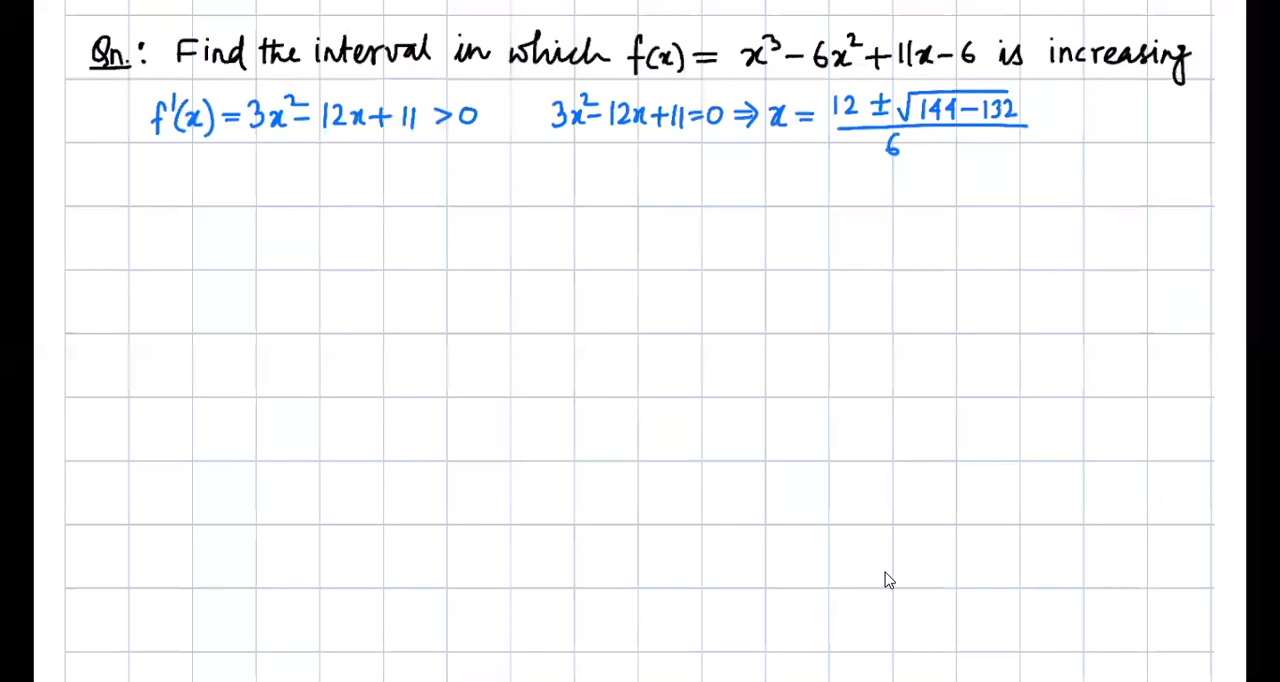 Qn.: Find the interval in which f(x) = x³ – 6x² + 11x – 6 is increasing
f'(x) = 3x² – 12x + 11 > 0 3x² – 12x + 11 = 0 ⇒ x = (12 ± √(144 – 132))/6